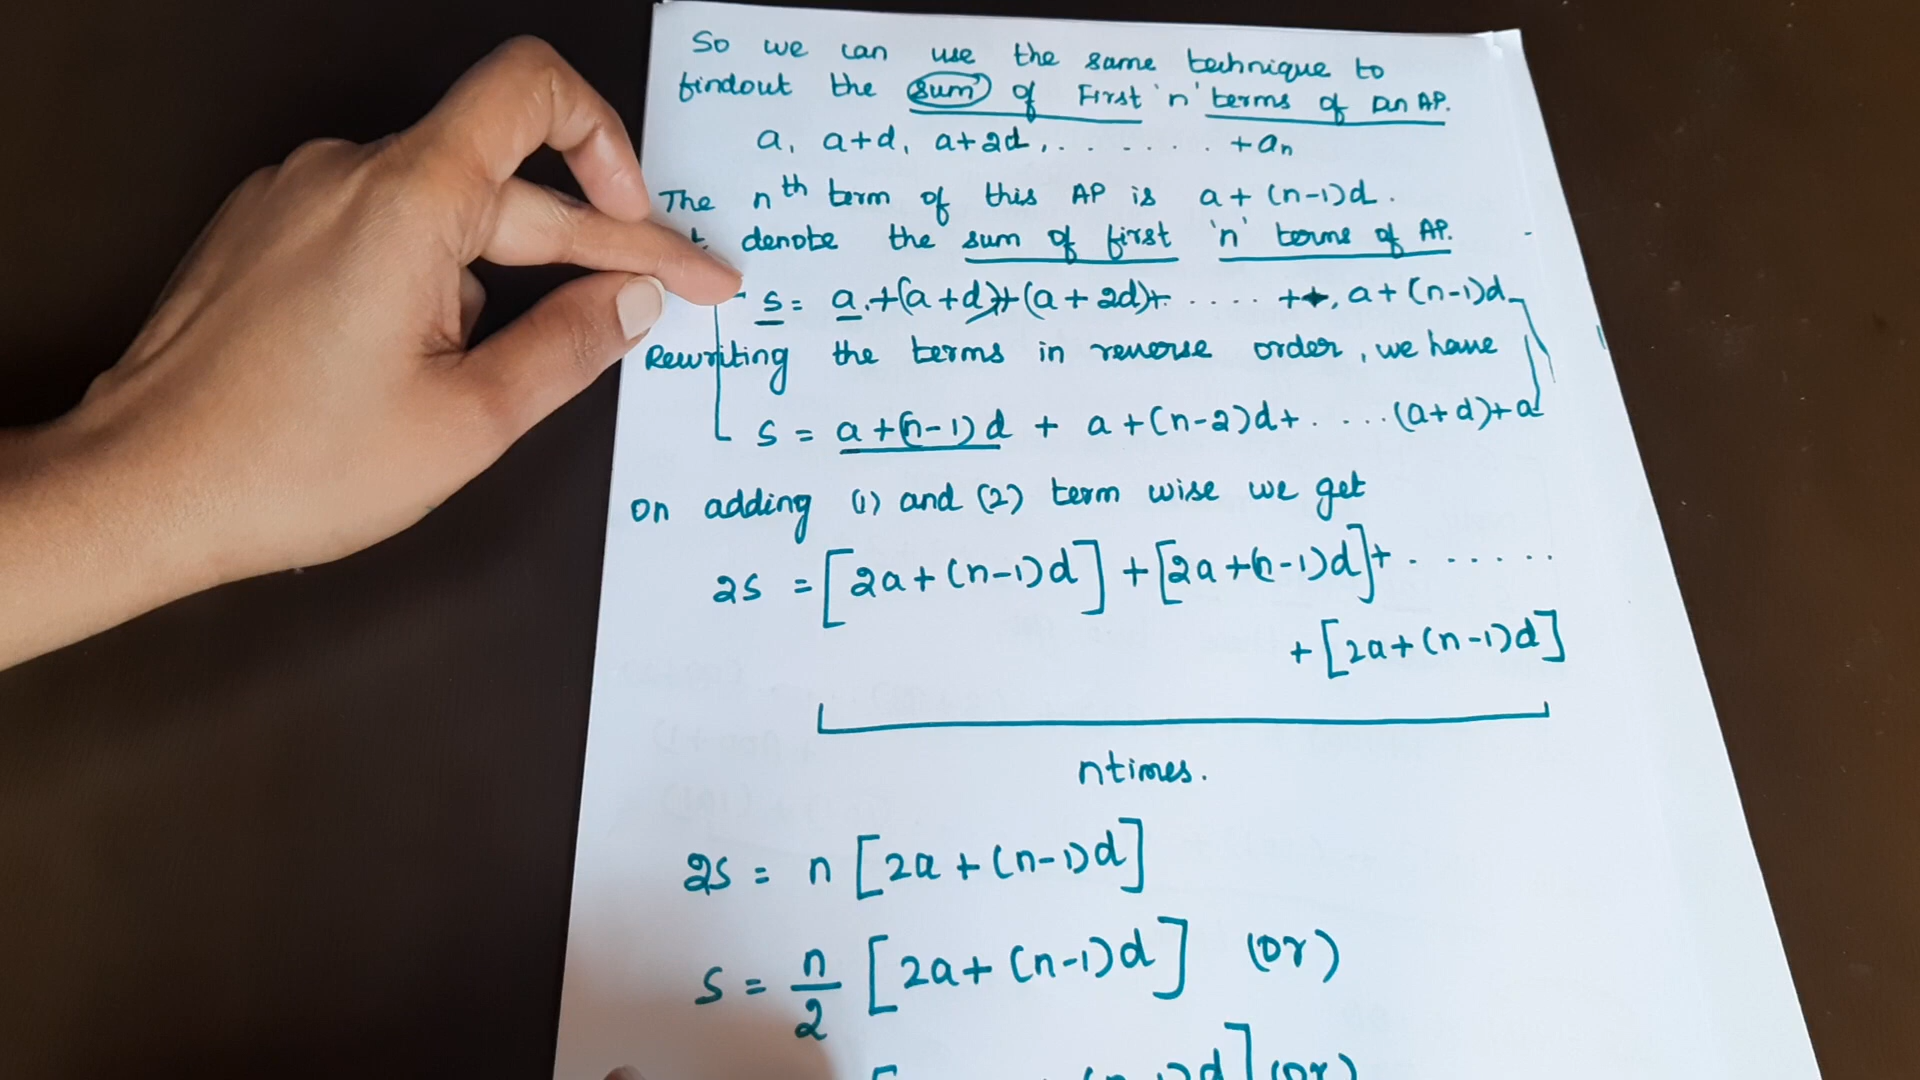 So we can use the same technique to
findout the sum of First 'n' terms of an AP.
a, a+d, a+2d, . . . . . . . +aₙ
The nᵗʰ term of this AP is a + (n-1)d.
denote the sum of first 'n' terms of AP.
S = a + (a+d) + (a+2d) + . . . . + +, a + (n-1)d
Rewriting the terms in reverse order, we have
S = a + (n-1)d + a + (n-2)d + . . . . (a+d) + a
On adding (1) and (2) term wise we get
2S = [2a + (n-1)d] + [2a + (n-1)d] + . . . . . .
+ [2a + (n-1)d]
n times.
2S = n [2a + (n-1)d]
S = n/2 [2a + (n-1)d] (or)
(n-1)d] (or)